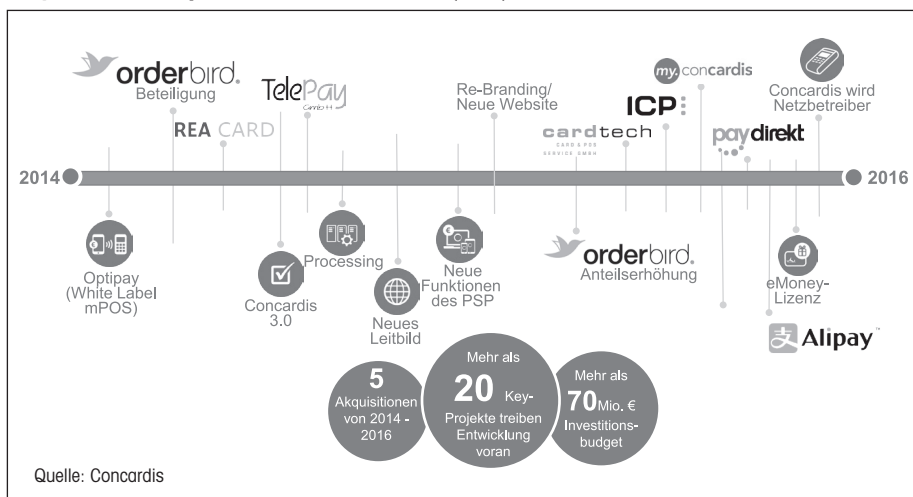 orderbird.
Beteiligung
REA CARD
TelePay
GmbH
Re-Branding/
Neue Website
cardtech
CARD & POS
SERVICE GMBH
ICP
my.concardis
paydirekt
Concardis wird
Netzbetreiber
2014
2016
Optipay
(White Label
mPOS)
Concardis
3.0
Processing
Neues
Leitbild
Neue
Funktionen
des PSP
orderbird.
Anteilserhöhung
eMoney-
Lizenz
支 Alipay
5
Akquisitionen
von 2014 -
2016
Mehr als
20 Key-
Projekte treiben
Entwicklung
voran
Mehr als
70 Mio. €
Investitions-
budget
Quelle: Concardis